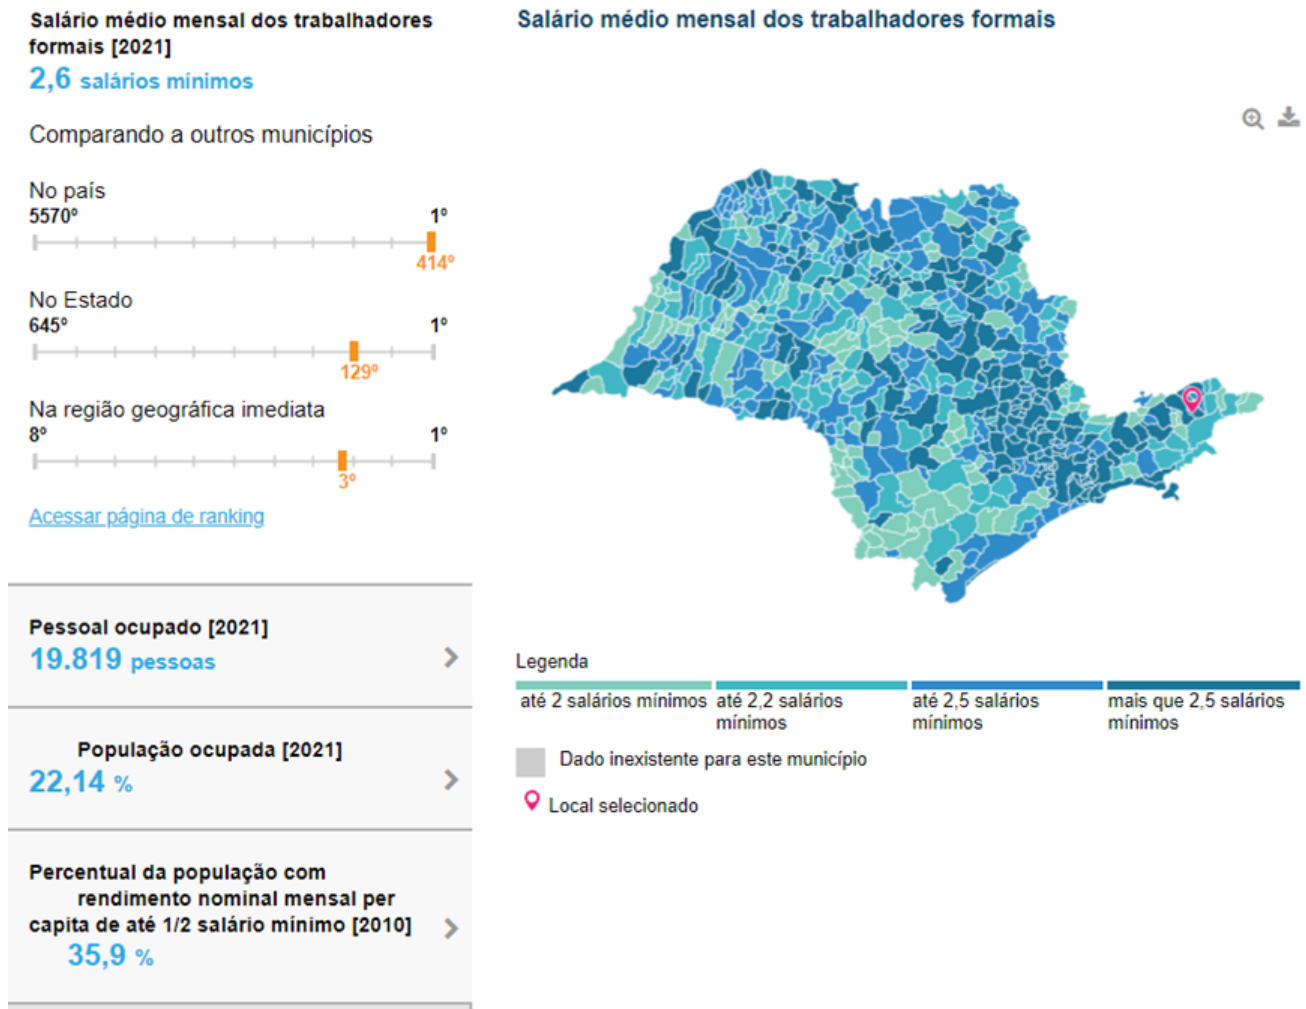 Salário médio mensal dos trabalhadores
formais [2021]
2,6 salários mínimos
Comparando a outros municípios
No país
5570º 1º
414º
No Estado
645º 1º
129º
Na região geográfica imediata
8º 1º
3º
Acessar página de ranking
Pessoal ocupado [2021]
19.819 pessoas
População ocupada [2021]
22,14 %
Percentual da população com
rendimento nominal mensal per
capita de até 1/2 salário mínimo [2010]
35,9 %
Salário médio mensal dos trabalhadores formais
Legenda
até 2 salários mínimos
até 2,2 salários
mínimos
até 2,5 salários
mínimos
mais que 2,5 salários
mínimos
Dado inexistente para este município
Local selecionado